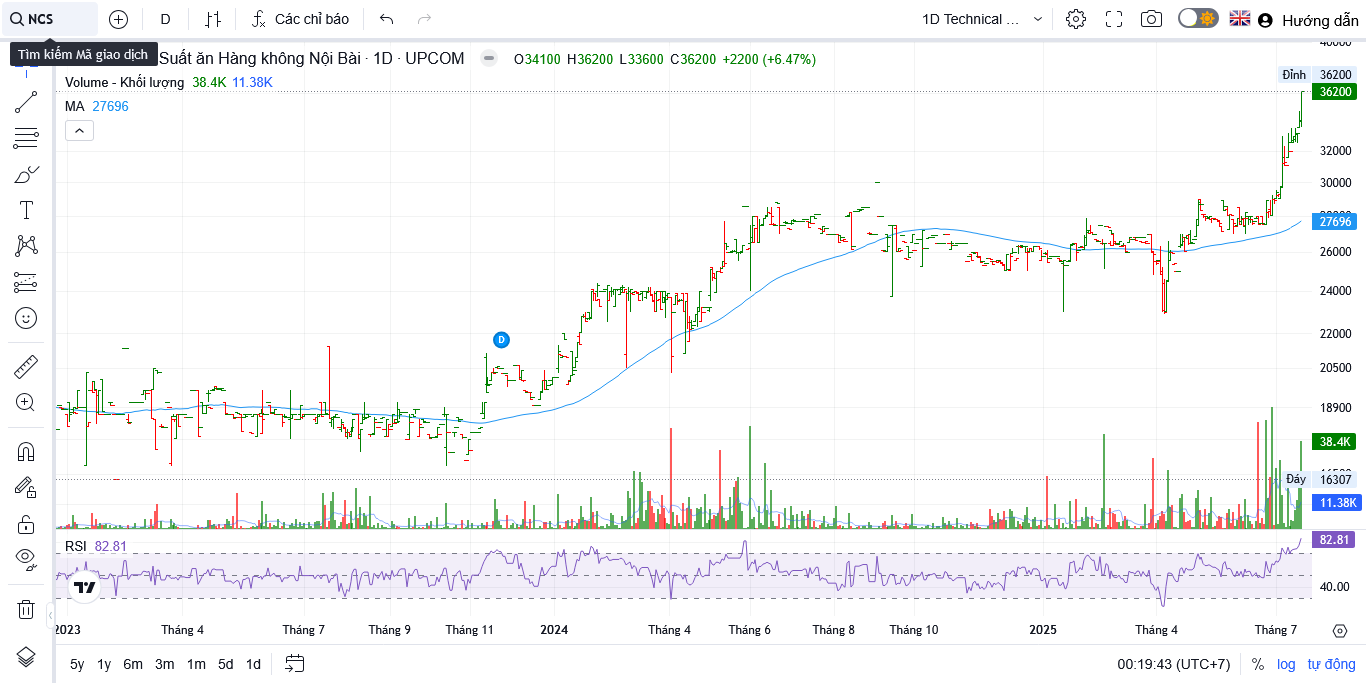 NCS
D
Các chỉ báo
1D Technical ...
Hướng dẫn
Tìm kiếm Mã giao dịch
Suất ăn Hàng không Nội Bài · 1D · UPCOM
O34100 H36200 L33600 C36200 +2200 (+6.47%)
Volume - Khối lượng 38.4K 11.38K
MA 27696
40000
Đỉnh 36200
36200
32000
30000
27696
26000
24000
22000
20500
18900
38.4K
Đáy 16307
11.38K
D
RSI 82.81
82.81
40.00
2023 Tháng 4 Tháng 7 Tháng 9 Tháng 11 2024 Tháng 4 Tháng 6 Tháng 8 Tháng 10 2025 Tháng 4 Tháng 7
5y 1y 6m 3m 1m 5d 1d
00:19:43 (UTC+7) % log tự động